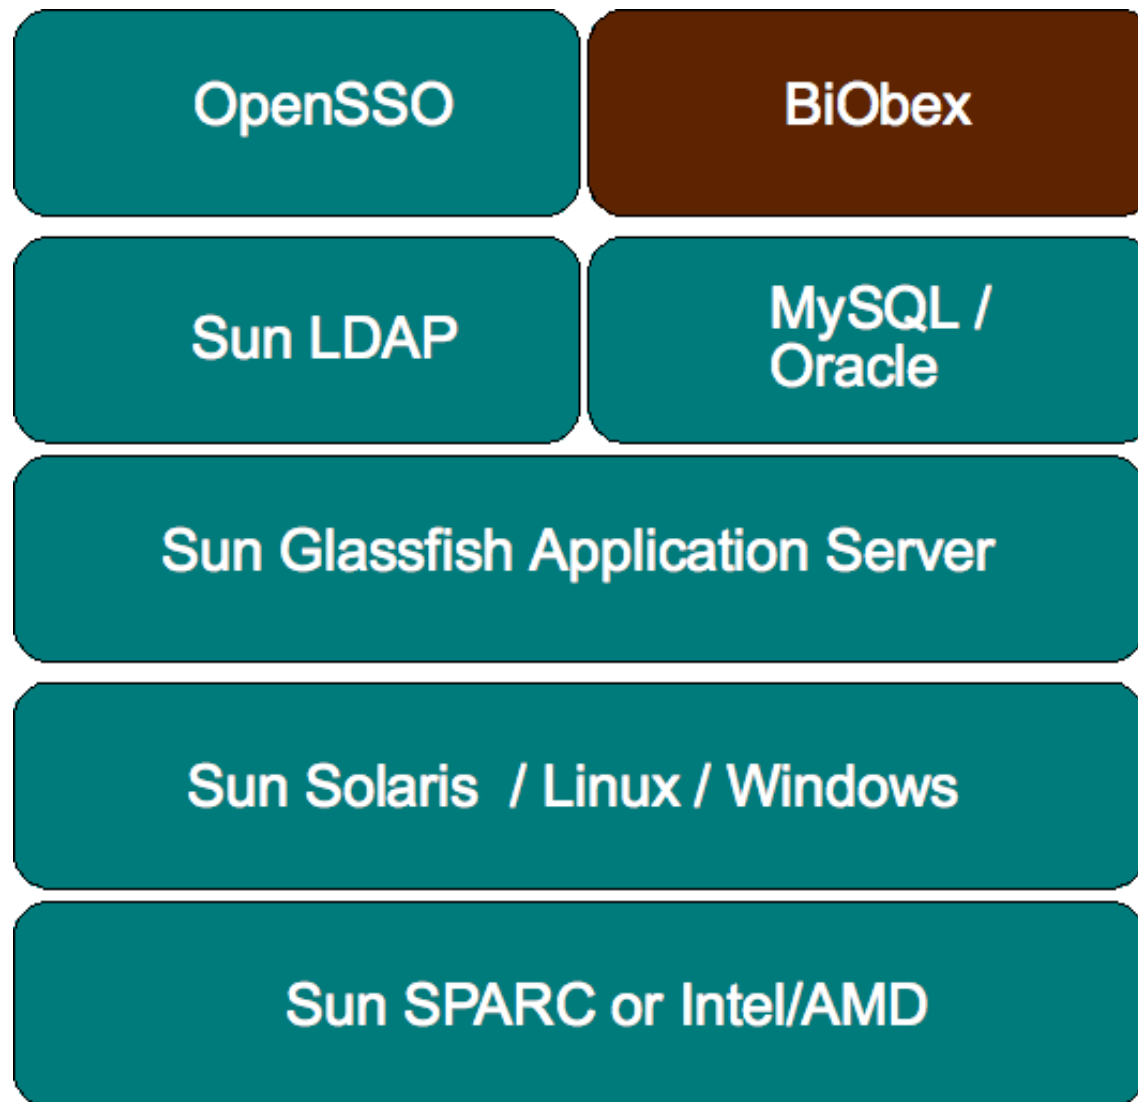 OpenSSO
BiObex
Sun LDAP
MySQL /
Oracle
Sun Glassfish Application Server
Sun Solaris  / Linux / Windows
Sun SPARC or Intel/AMD